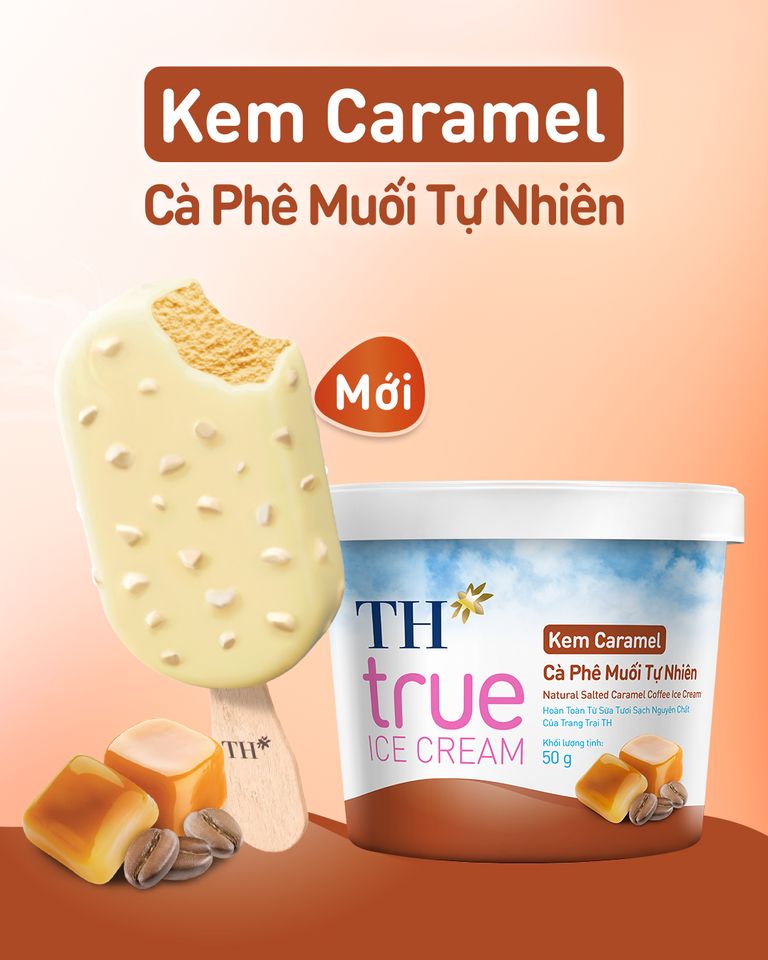 Kem Caramel
Cà Phê Muối Tự Nhiên
Mới
TH
true
ICE CREAM
Kem Caramel
Cà Phê Muối Tự Nhiên
Natural Salted Caramel Coffee Ice Cream
Hoàn Toàn Từ Sữa Tươi Sạch Nguyên Chất
Của Trang Trại TH
Khối lượng tịnh:
50 g
TH